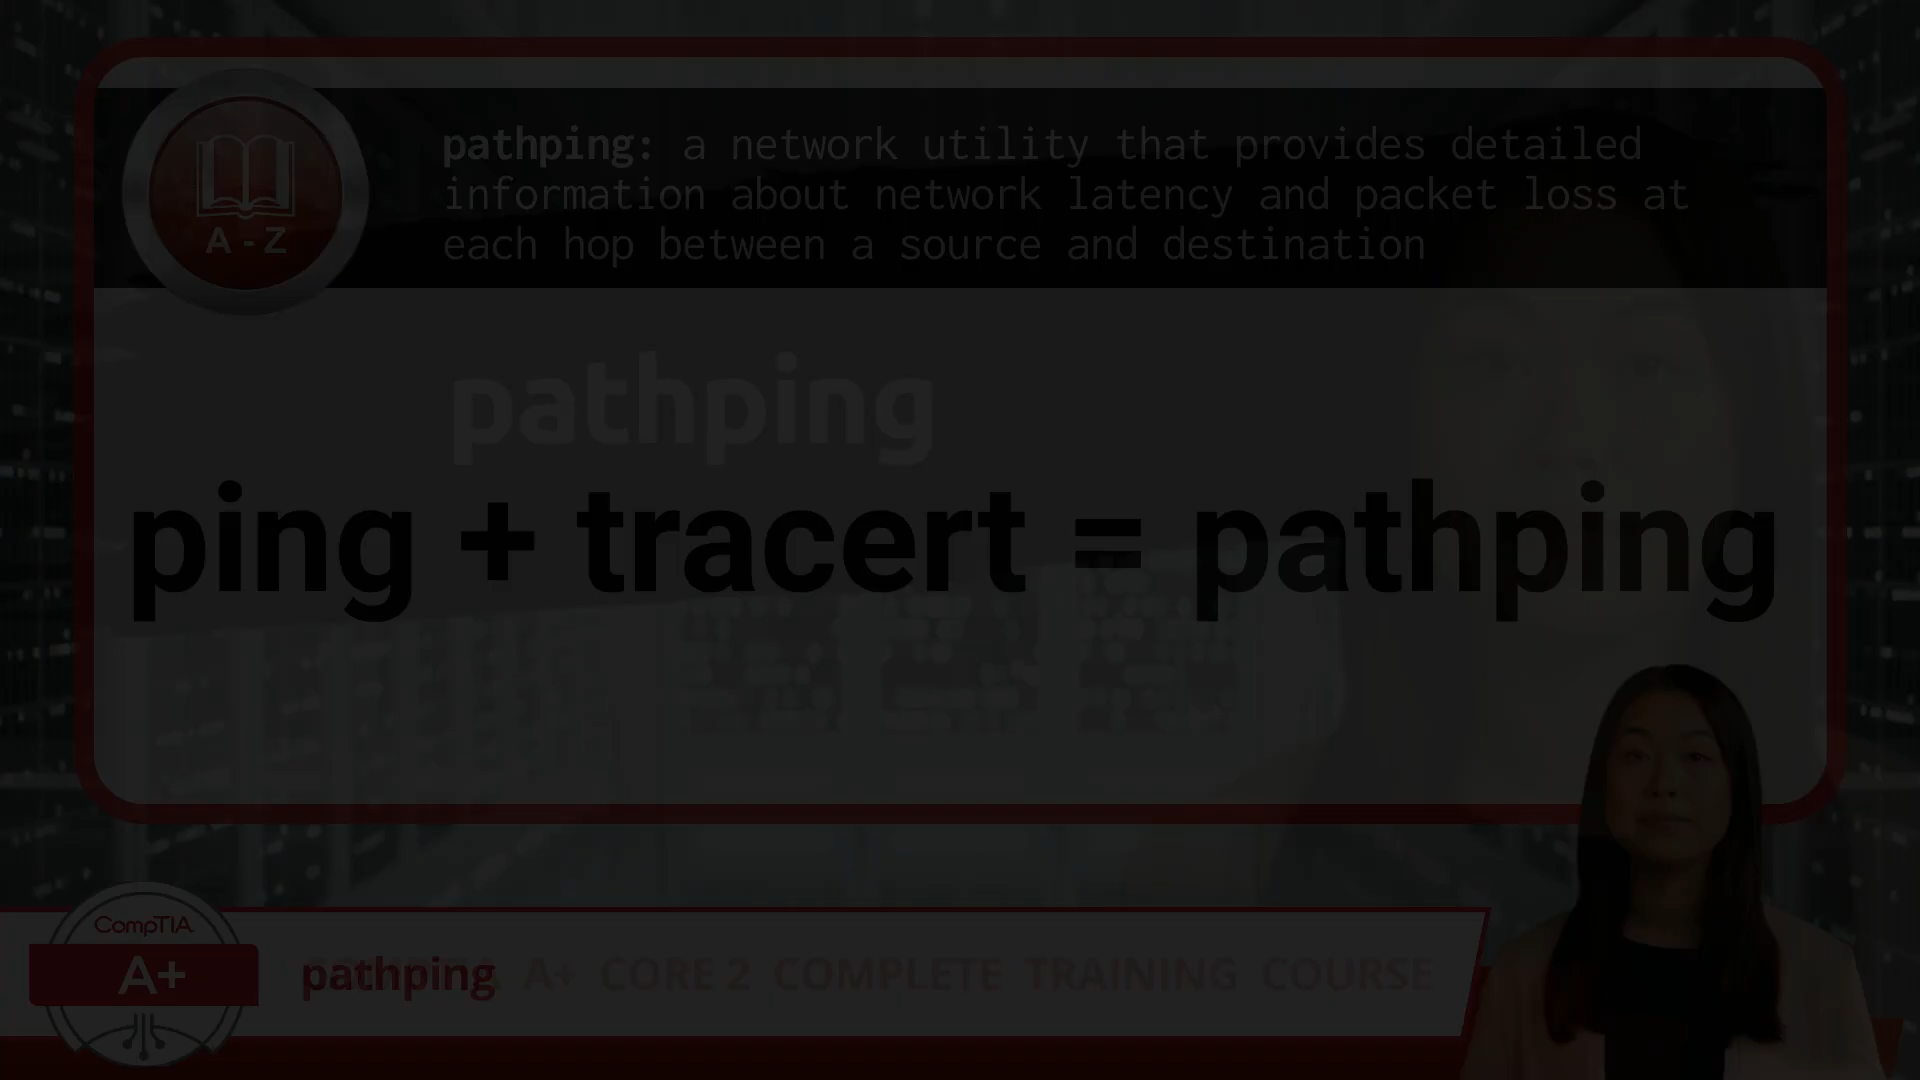 pathping: a network utility that provides detailed
information about network latency and packet loss at
each hop between a source and destination
A - Z
pathping
ping + tracert = pathping
CompTIA
A+
pathping
A+ CORE 2 COMPLETE TRAINING COURSE